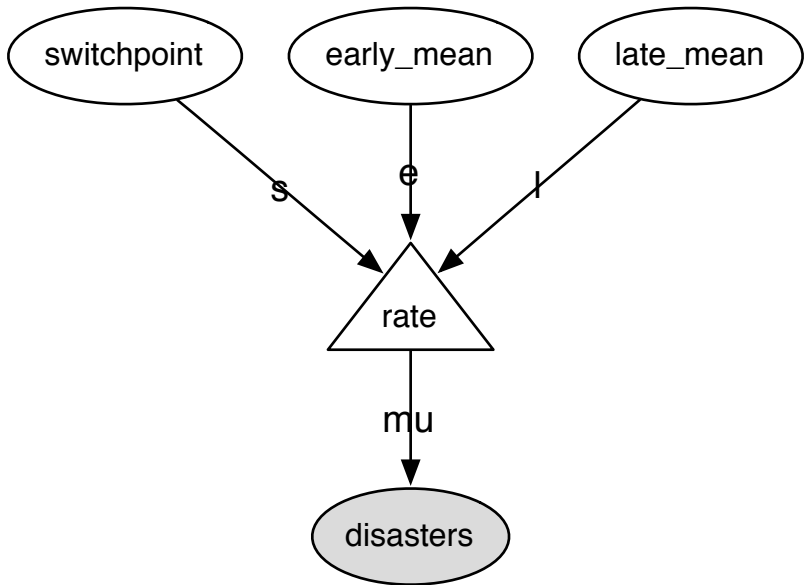 switchpoint
early_mean
late_mean
s
e
l
rate
mu
disasters